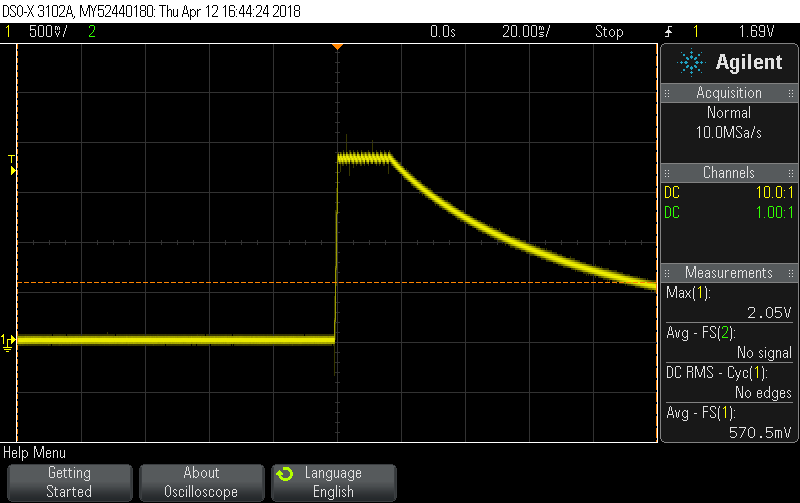 DSO-X 3102A, MY52440180: Thu Apr 12 16:44:24 2018
1 500mV/ 2 0.0s 20.00ms/ Stop 1 1.69V
Agilent
Acquisition
Normal
10.0MSa/s
Channels
DC 10.0:1
DC 1.00:1
Measurements
Max(1):
2.05V
Avg - FS(2):
No signal
DC RMS - Cyc(1):
No edges
Avg - FS(1):
570.5mV
T
1
Help Menu
Getting
Started
About
Oscilloscope
Language
English